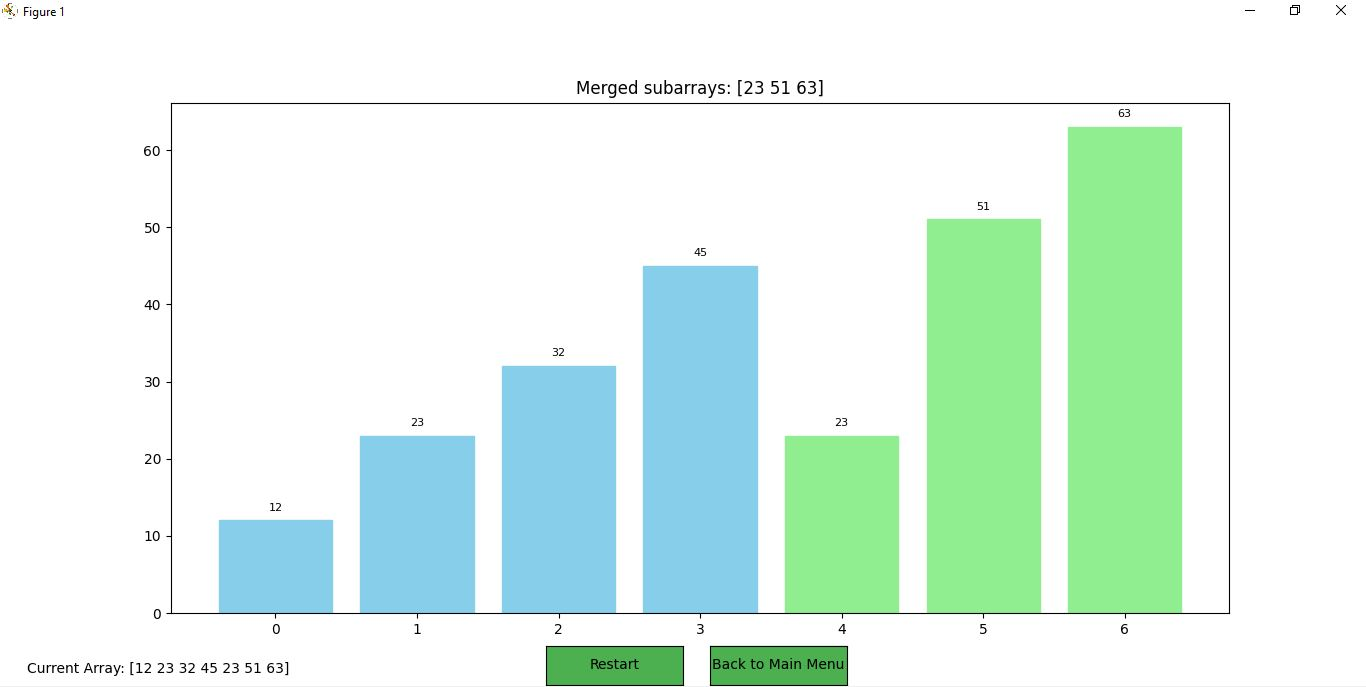 Figure 1
Merged subarrays: [23 51 63]
63
60
51
50
45
40
32
30
23
23
20
12
10
0
0 1 2 3 4 5 6
Current Array: [12 23 32 45 23 51 63]
Restart
Back to Main Menu